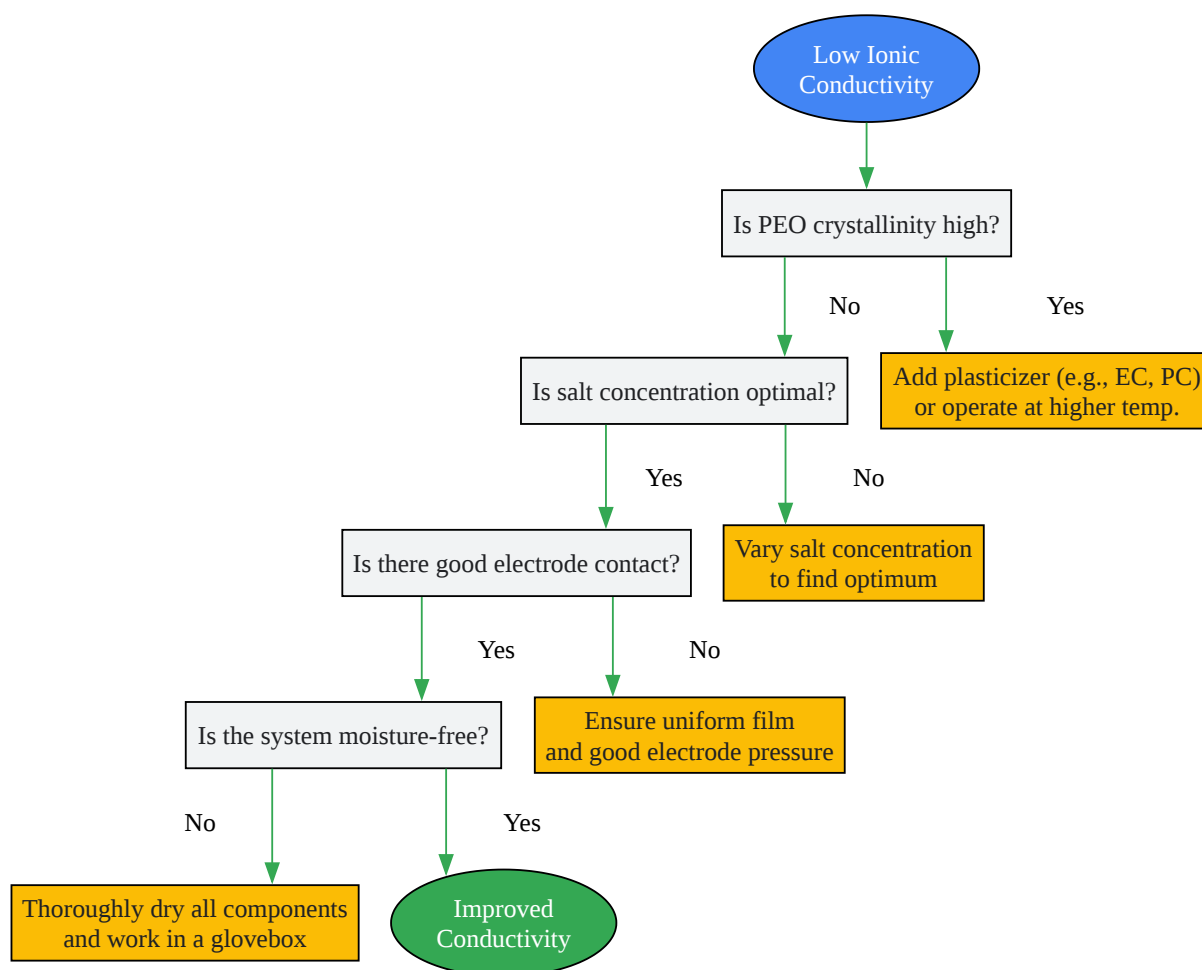 Low Ionic
Conductivity
Is PEO crystallinity high?
No
Yes
Is salt concentration optimal?
Add plasticizer (e.g., EC, PC)
or operate at higher temp.
Yes
No
Is there good electrode contact?
Vary salt concentration
to find optimum
Yes
No
Is the system moisture-free?
Ensure uniform film
and good electrode pressure
No
Yes
Thoroughly dry all components
and work in a glovebox
Improved
Conductivity